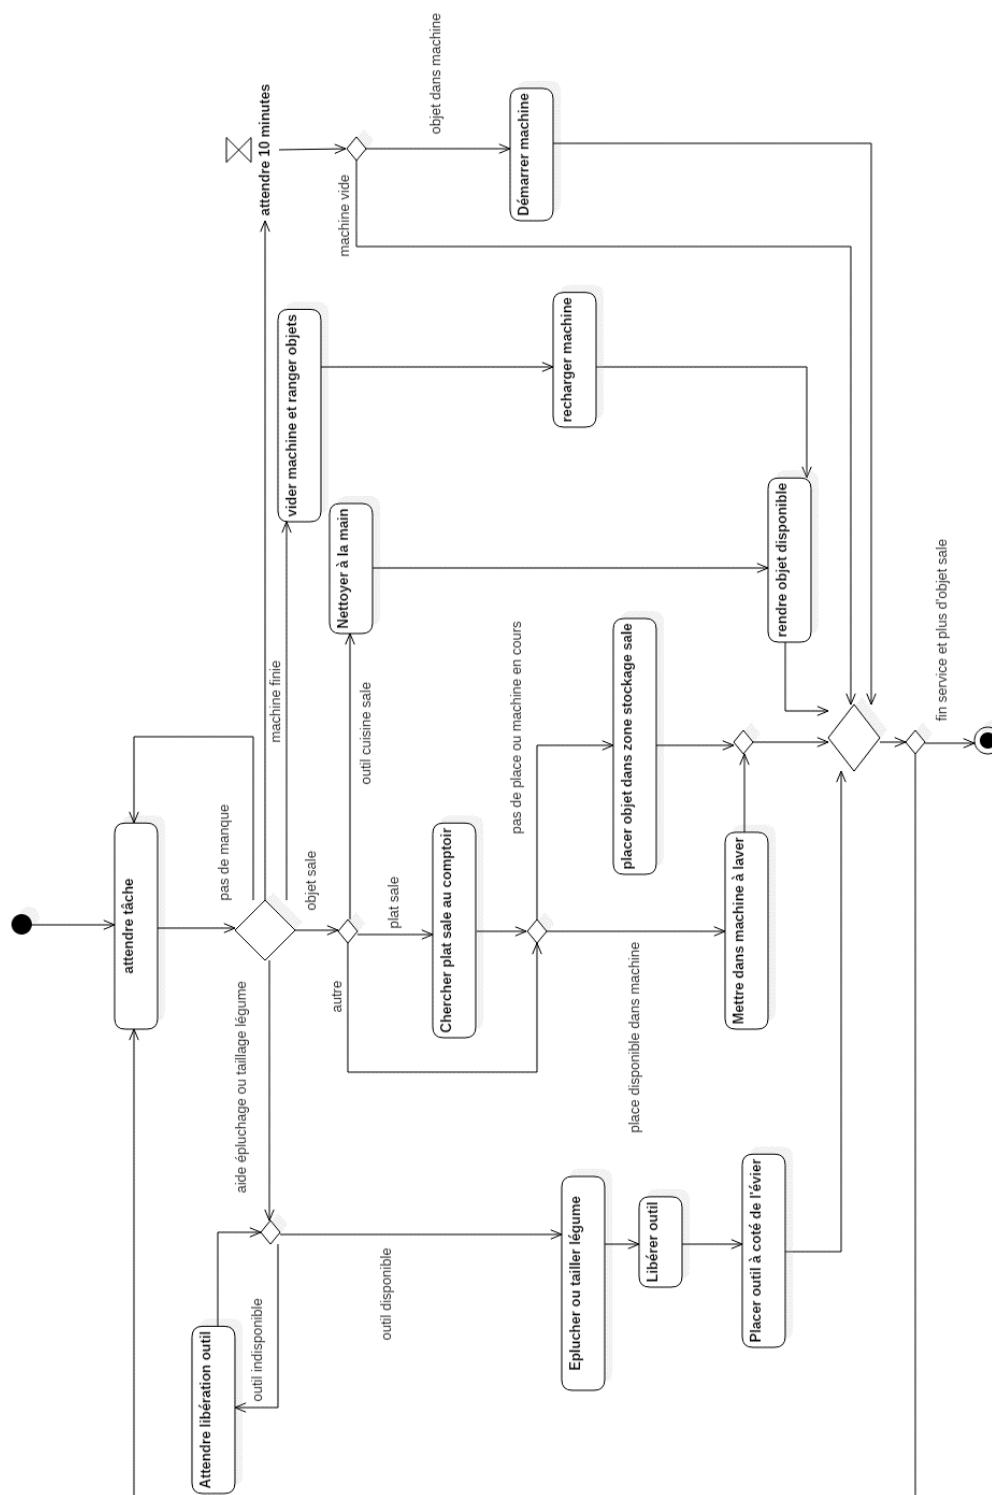 attendre tâche
pas de manque
aide épluchage ou taillage légume
Attendre libération outil
outil indisponible
outil disponible
Eplucher ou tailler légume
Libérer outil
Placer outil à coté de l'évier
objet sale
autre
plat sale
Chercher plat sale au comptoir
place disponible dans machine
Mettre dans machine à laver
pas de place ou machine en cours
placer objet dans zone stockage sale
outil cuisine sale
Nettoyer à la main
rendre objet disponible
machine finie
vider machine et ranger objets
recharger machine
attendre 10 minutes
machine vide
objet dans machine
Démarrer machine
fin service et plus d'objet sale